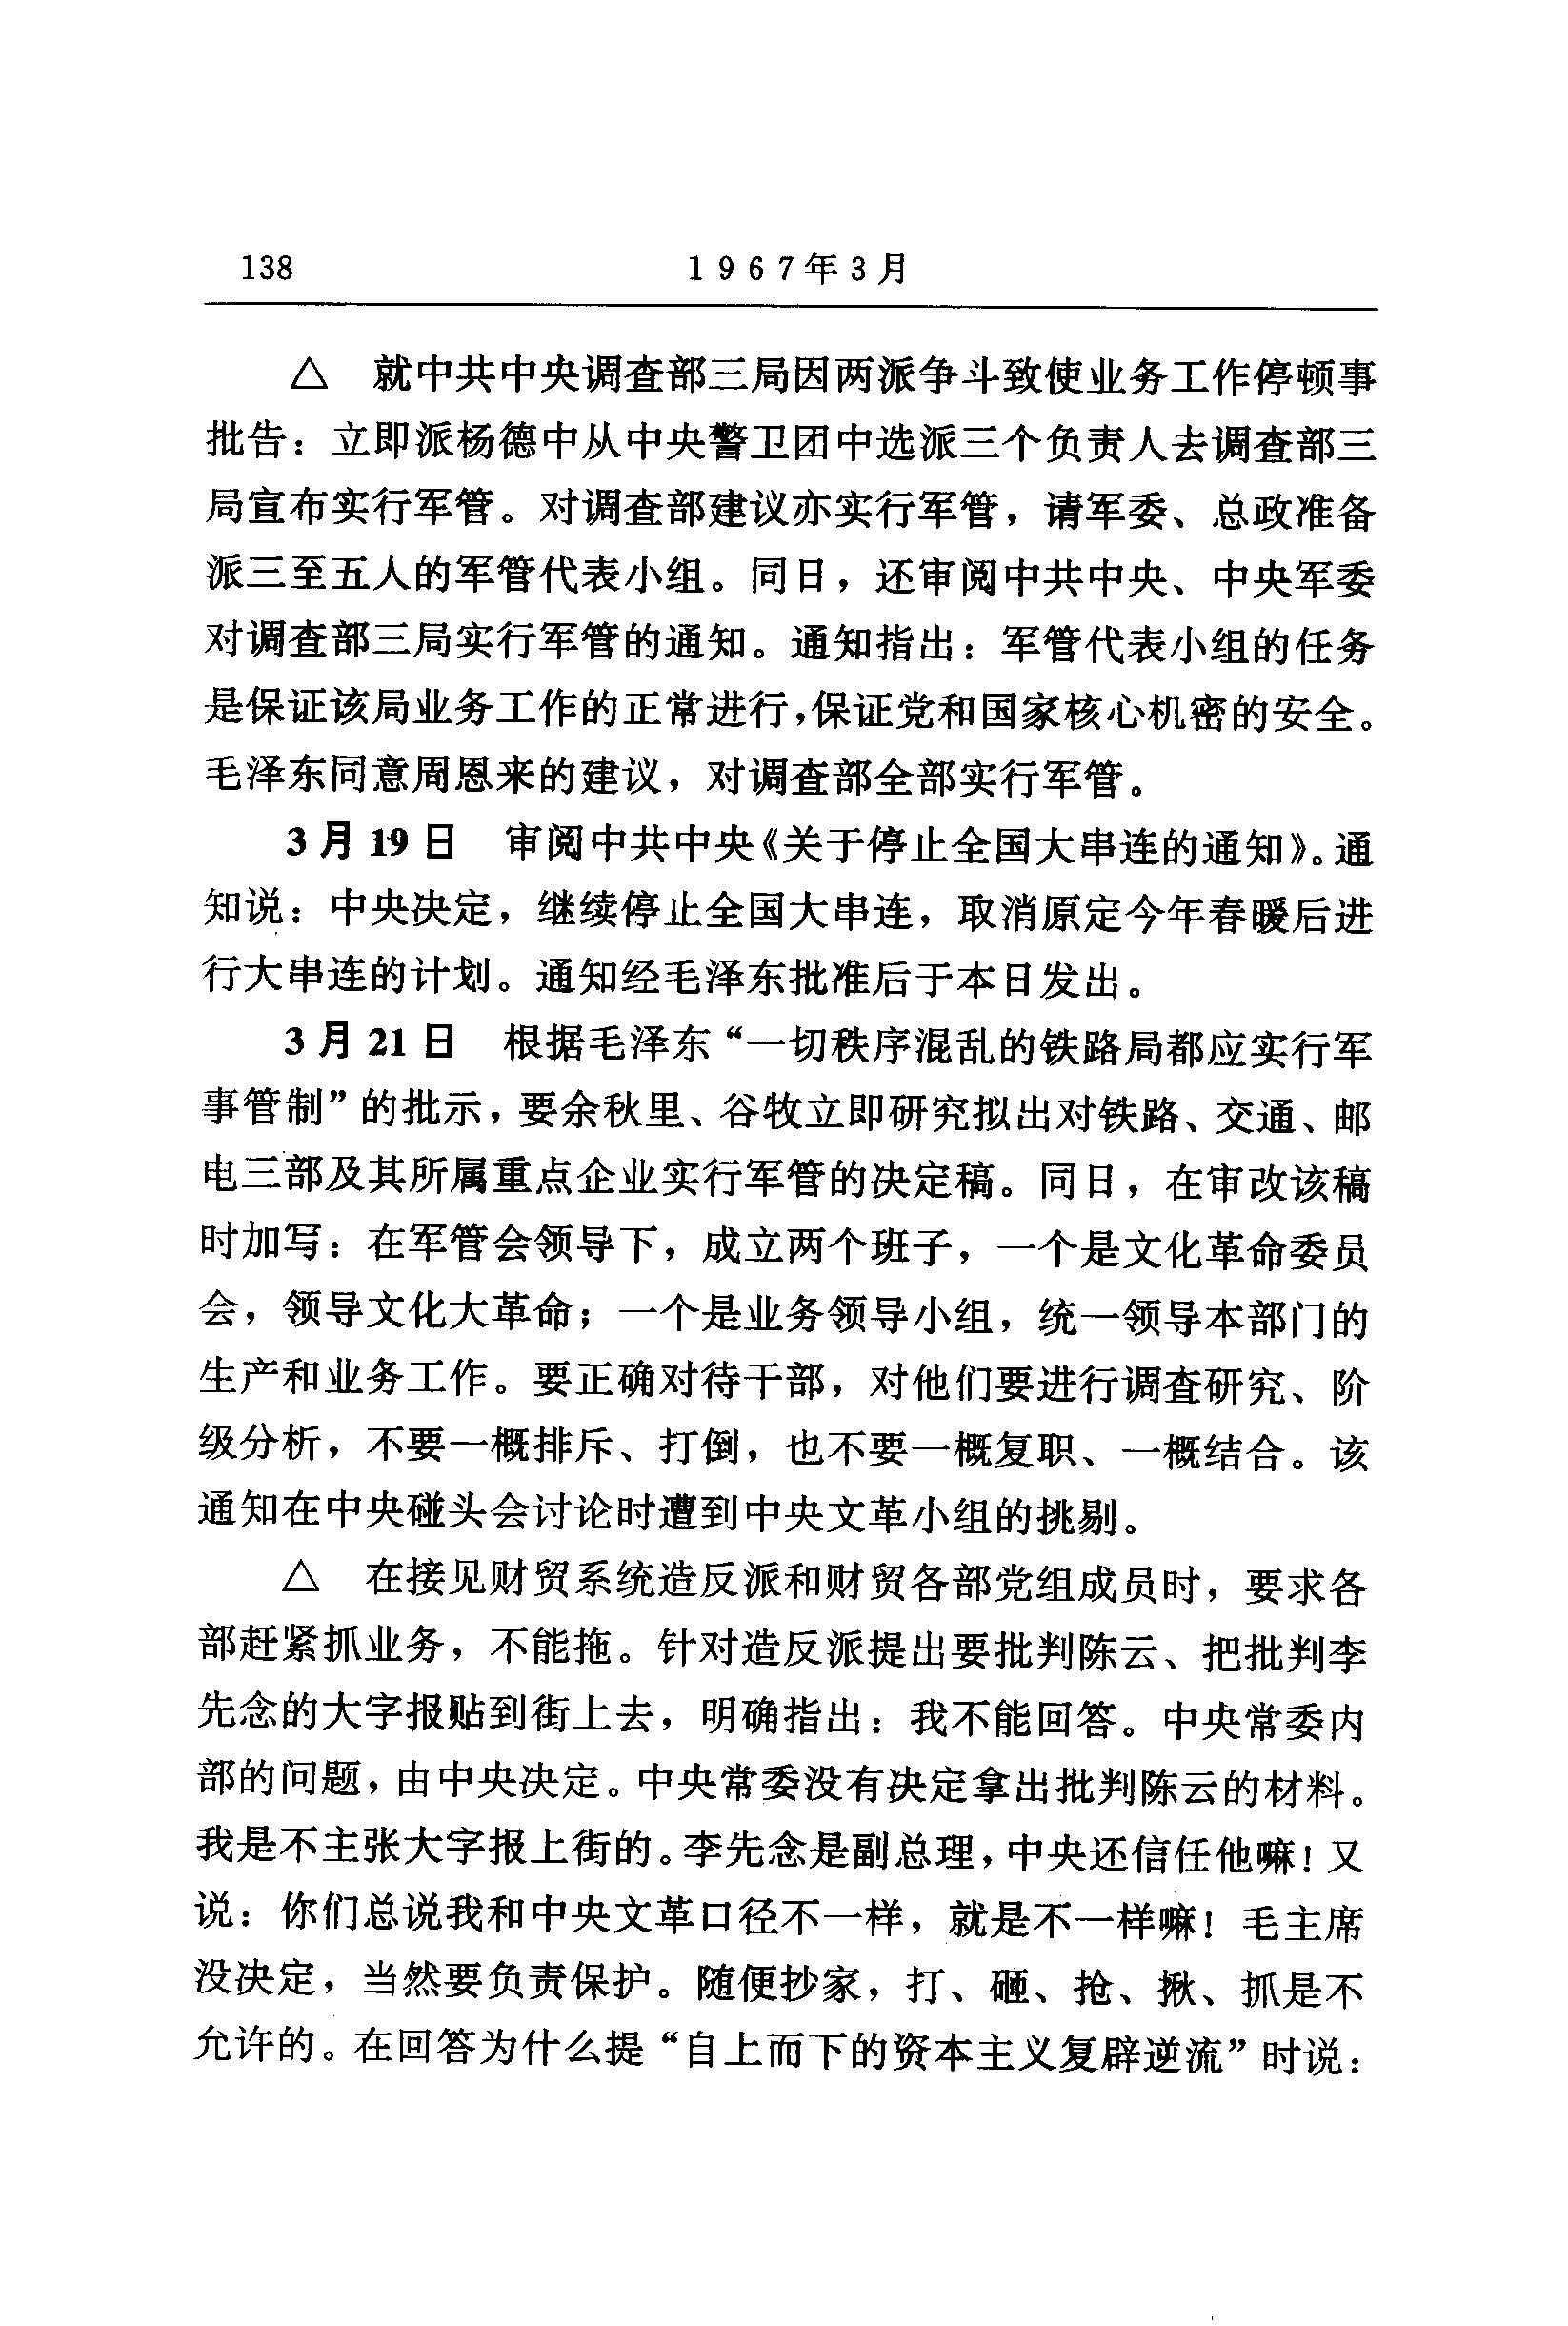 138 1967年3月
△ 就中共中央调查部三局因两派争斗致使业务工作停顿事
批告：立即派杨德中从中央警卫团中选派三个负责人去调查部三
局宣布实行军管。对调查部建议亦实行军管，请军委、总政准备
派三至五人的军管代表小组。同日，还审阅中共中央、中央军委
对调查部三局实行军管的通知。通知指出：军管代表小组的任务
是保证该局业务工作的正常进行，保证党和国家核心机密的安全。
毛泽东同意周恩来的建议，对调查部全部实行军管。
3月19日 审阅中共中央《关于停止全国大串连的通知》。通
知说：中央决定，继续停止全国大串连，取消原定今年春暖后进
行大串连的计划。通知经毛泽东批准后于本日发出。
3月21日 根据毛泽东“一切秩序混乱的铁路局都应实行军
事管制”的批示，要余秋里、谷牧立即研究拟出对铁路、交通、邮
电三部及其所属重点企业实行军管的决定稿。同日，在审改该稿
时加写：在军管会领导下，成立两个班子，一个是文化革命委员
会，领导文化大革命；一个是业务领导小组，统一领导本部门的
生产和业务工作。要正确对待干部，对他们要进行调查研究、阶
级分析，不要一概排斥、打倒，也不要一概复职、一概结合。该
通知在中央碰头会讨论时遭到中央文革小组的挑剔。
△ 在接见财贸系统造反派和财贸各部党组成员时，要求各
部赶紧抓业务，不能拖。针对造反派提出要批判陈云、把批判李
先念的大字报贴到街上去，明确指出：我不能回答。中央常委内
部的问题，由中央决定。中央常委没有决定拿出批判陈云的材料。
我是不主张大字报上街的。李先念是副总理，中央还信任他嘛！又
说：你们总说我和中央文革口径不一样，就是不一样嘛！毛主席
没决定，当然要负责保护。随便抄家，打、砸、抢、揪、抓是不
允许的。在回答为什么提“自上而下的资本主义复辟逆流”时说：